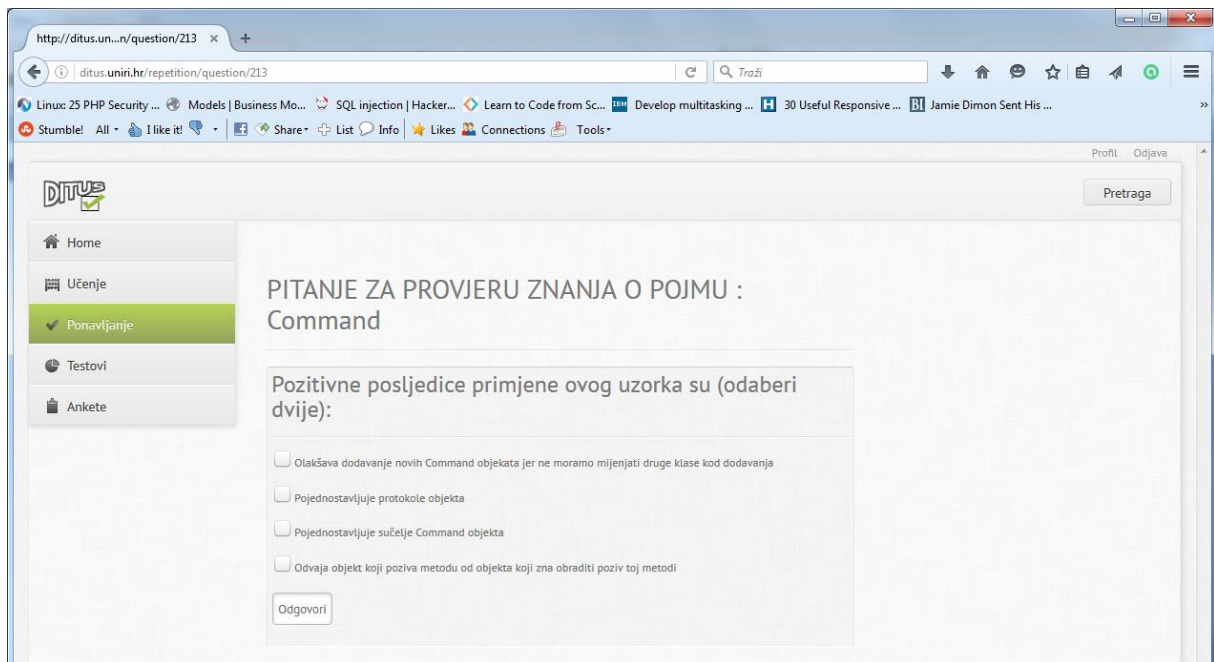 http://ditus.un...n/question/213 × +
ditus.uniri.hr/repetition/question/213 Traži
Linux: 25 PHP Security ... Models | Business Mo... SQL injection | Hacker... Learn to Code from Sc... IBM Develop multitasking ... H 30 Useful Responsive ... BI Jamie Dimon Sent His ... »
Stumble! All I like it! Share List Info Likes Connections Tools
Profil Odjava
DITUS
Pretraga
Home
Učenje
Ponavljanje
Testovi
Ankete
PITANJE ZA PROVJERU ZNANJA O POJMU :
Command
Pozitivne posljedice primjene ovog uzorka su (odaberi
dvije):
Olakšava dodavanje novih Command objekata jer ne moramo mijenjati druge klase kod dodavanja
Pojednostavljuje protokole objekta
Pojednostavljuje sučelje Command objekta
Odvaja objekt koji poziva metodu od objekta koji zna obraditi poziv toj metodi
Odgovori